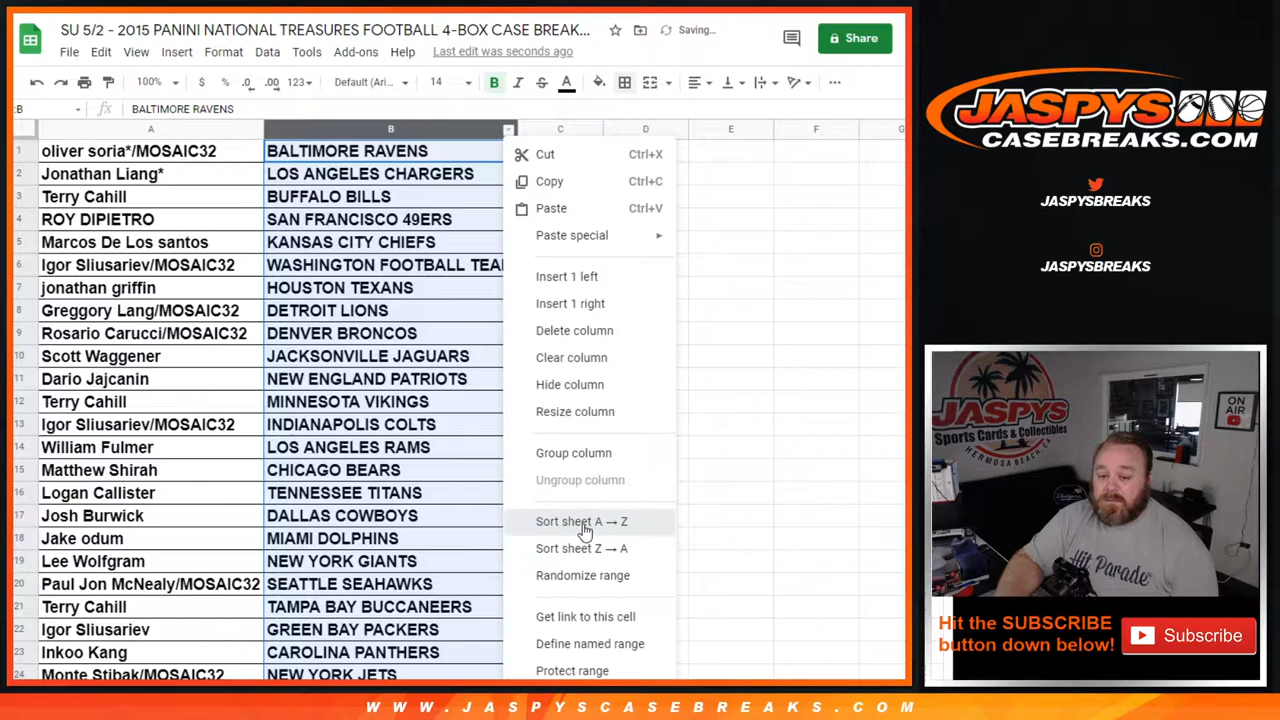 SU 5/2 - 2015 PANINI NATIONAL TREASURES FOOTBALL 4-BOX CASE BREAK...
Saving...
File Edit View Insert Format Data Tools Add-ons Help Last edit was seconds ago
Share
100% $ % .0 .00 123 Default (Ari... 14 B I S A
:B fx BALTIMORE RAVENS
A B C D E F G
1 oliver soria*/MOSAIC32 BALTIMORE RAVENS
2 Jonathan Liang* LOS ANGELES CHARGERS
3 Terry Cahill BUFFALO BILLS
4 ROY DIPIETRO SAN FRANCISCO 49ERS
5 Marcos De Los santos KANSAS CITY CHIEFS
6 Igor Sliusariev/MOSAIC32 WASHINGTON FOOTBALL TEA
7 jonathan griffin HOUSTON TEXANS
8 Greggory Lang/MOSAIC32 DETROIT LIONS
9 Rosario Carucci/MOSAIC32 DENVER BRONCOS
10 Scott Waggener JACKSONVILLE JAGUARS
11 Dario Jajcanin NEW ENGLAND PATRIOTS
12 Terry Cahill MINNESOTA VIKINGS
13 Igor Sliusariev/MOSAIC32 INDIANAPOLIS COLTS
14 William Fulmer LOS ANGELES RAMS
15 Matthew Shirah CHICAGO BEARS
16 Logan Callister TENNESSEE TITANS
17 Josh Burwick DALLAS COWBOYS
18 Jake odum MIAMI DOLPHINS
19 Lee Wolfgram NEW YORK GIANTS
20 Paul Jon McNealy/MOSAIC32 SEATTLE SEAHAWKS
21 Terry Cahill TAMPA BAY BUCCANEERS
22 Igor Sliusariev GREEN BAY PACKERS
23 Inkoo Kang CAROLINA PANTHERS
24 Monte Stibak/MOSAIC32 NEW YORK JETS
Cut Ctrl+X
Copy Ctrl+C
Paste Ctrl+V
Paste special
Insert 1 left
Insert 1 right
Delete column
Clear column
Hide column
Resize column
Group column
Ungroup column
Sort sheet A → Z
Sort sheet Z → A
Randomize range
Get link to this cell
Define named range
Protect range
JASPYS
CASEBREAKS.COM
JASPYSBREAKS
JASPYSBREAKS
JASPYS
Sports Cards & Collectibles
HERMOSA BEACH, CA
ON AIR
Hit Parade
Hit the SUBSCRIBE
button down below!
Subscribe
WWW.JASPYSCASEBREAKS.COM